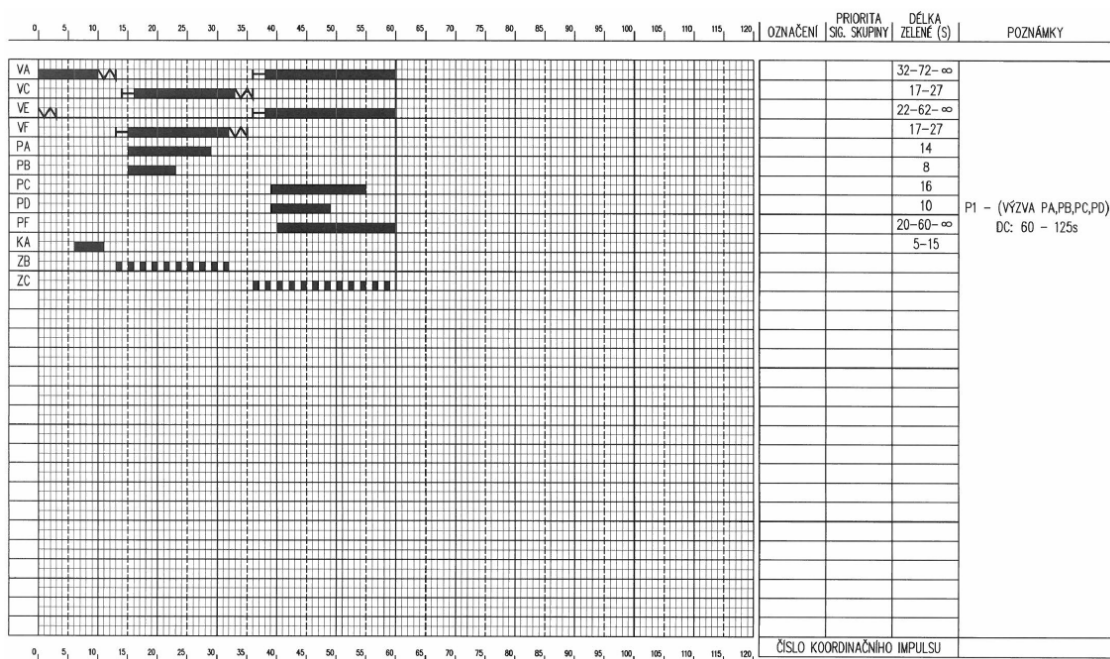 0, 5, 10, 15, 20, 25, 30, 35, 40, 45, 50, 55, 60, 65, 70, 75, 80, 85, 90, 95, 100, 105, 110, 115, 120,
OZNAČENÍ
PRIORITA
SIG. SKUPINY
DÉLKA
ZELENÉ (S)
POZNÁMKY
VA 32-72-∞
VC 17-27
VE 22-62-∞
VF 17-27
PA 14
PB 8
PC 16
PD 10
PF 20-60-∞
KA 5-15
ZB
ZC
P1 - (VÝZVA PA,PB,PC,PD)
DC: 60 - 125s
0, 5, 10, 15, 20, 25, 30, 35, 40, 45, 50, 55, 60, 65, 70, 75, 80, 85, 90, 95, 100, 105, 110, 115, 120,
ČÍSLO KOORDINAČNÍHO IMPULSU